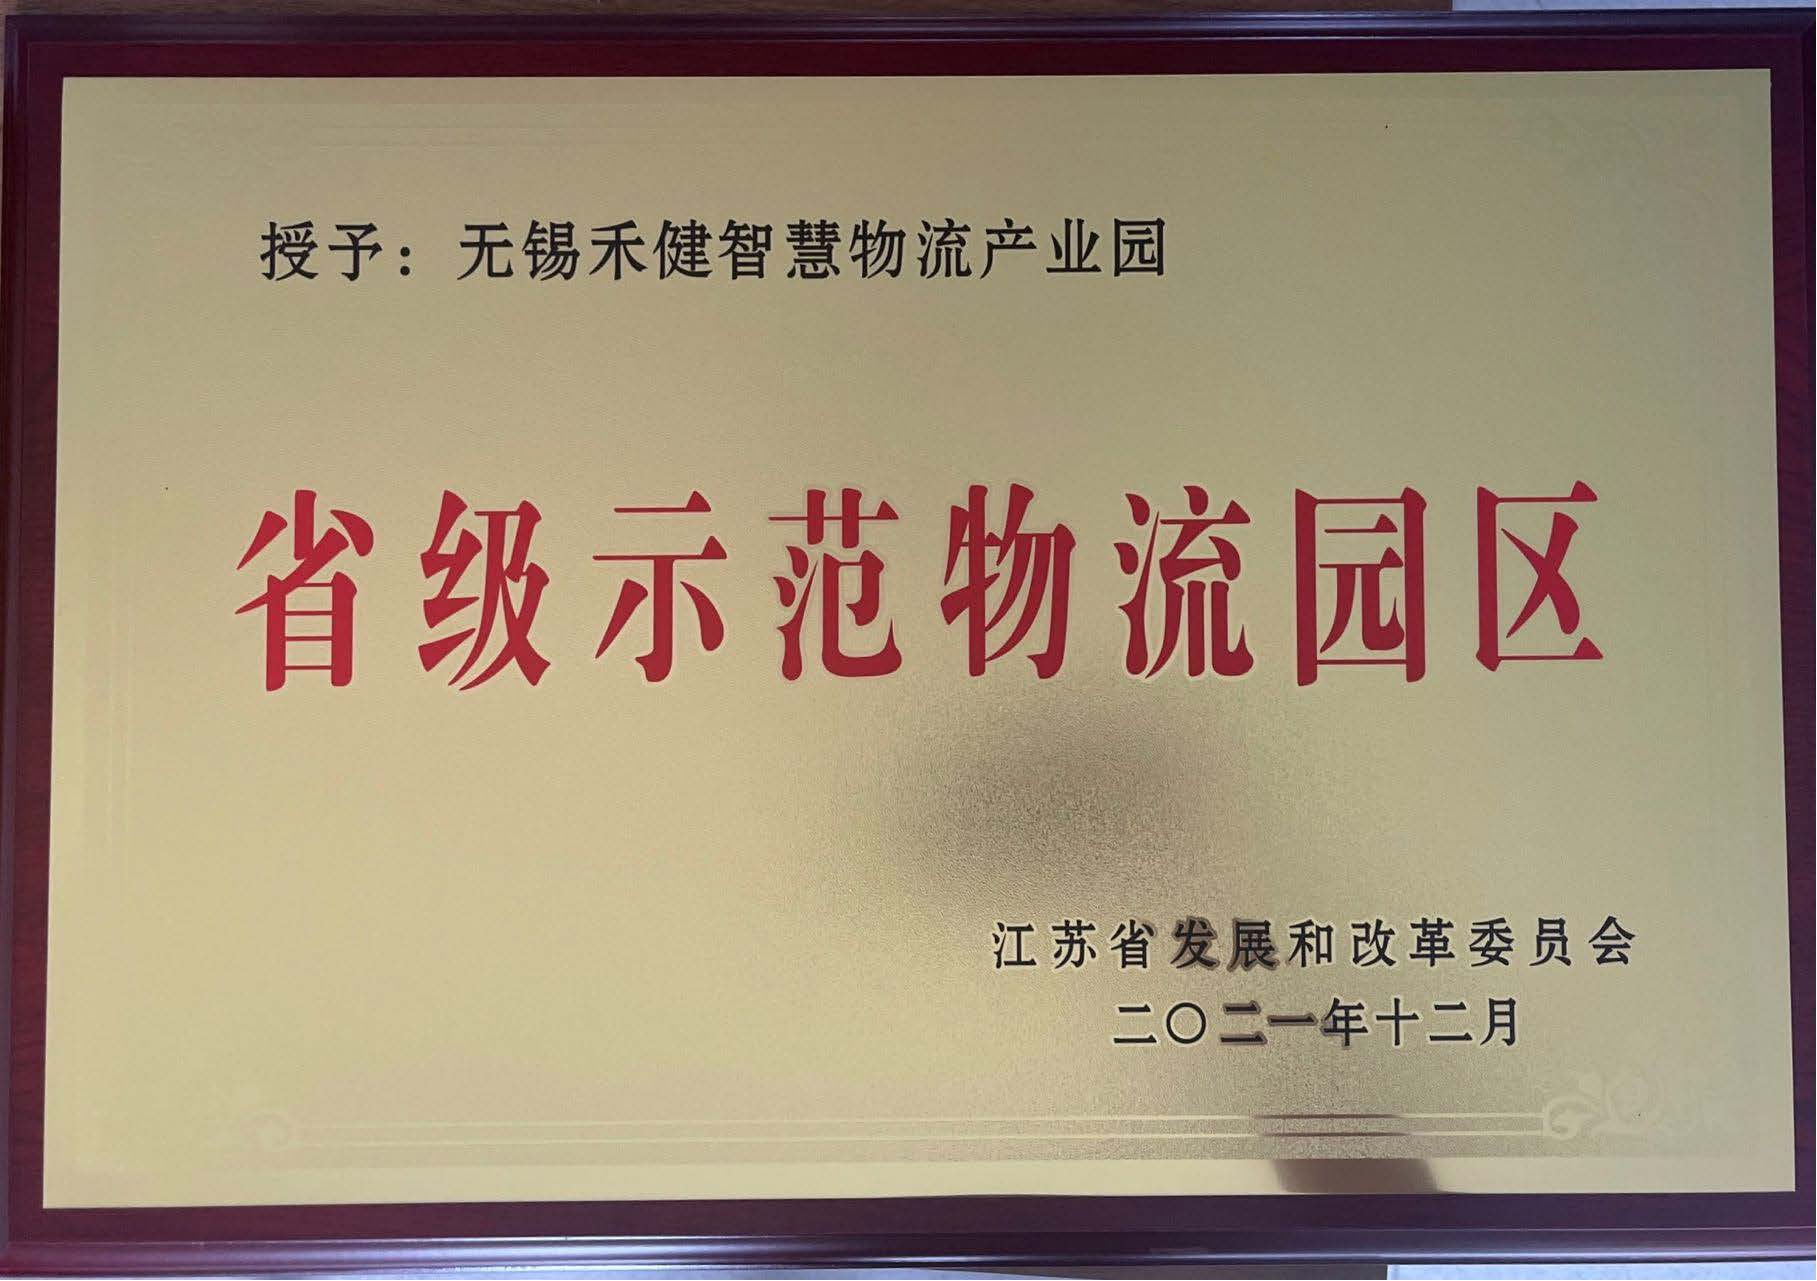 授予：无锡禾健智慧物流产业园
省级示范物流园区
江苏省发展和改革委员会
二〇二一年十二月